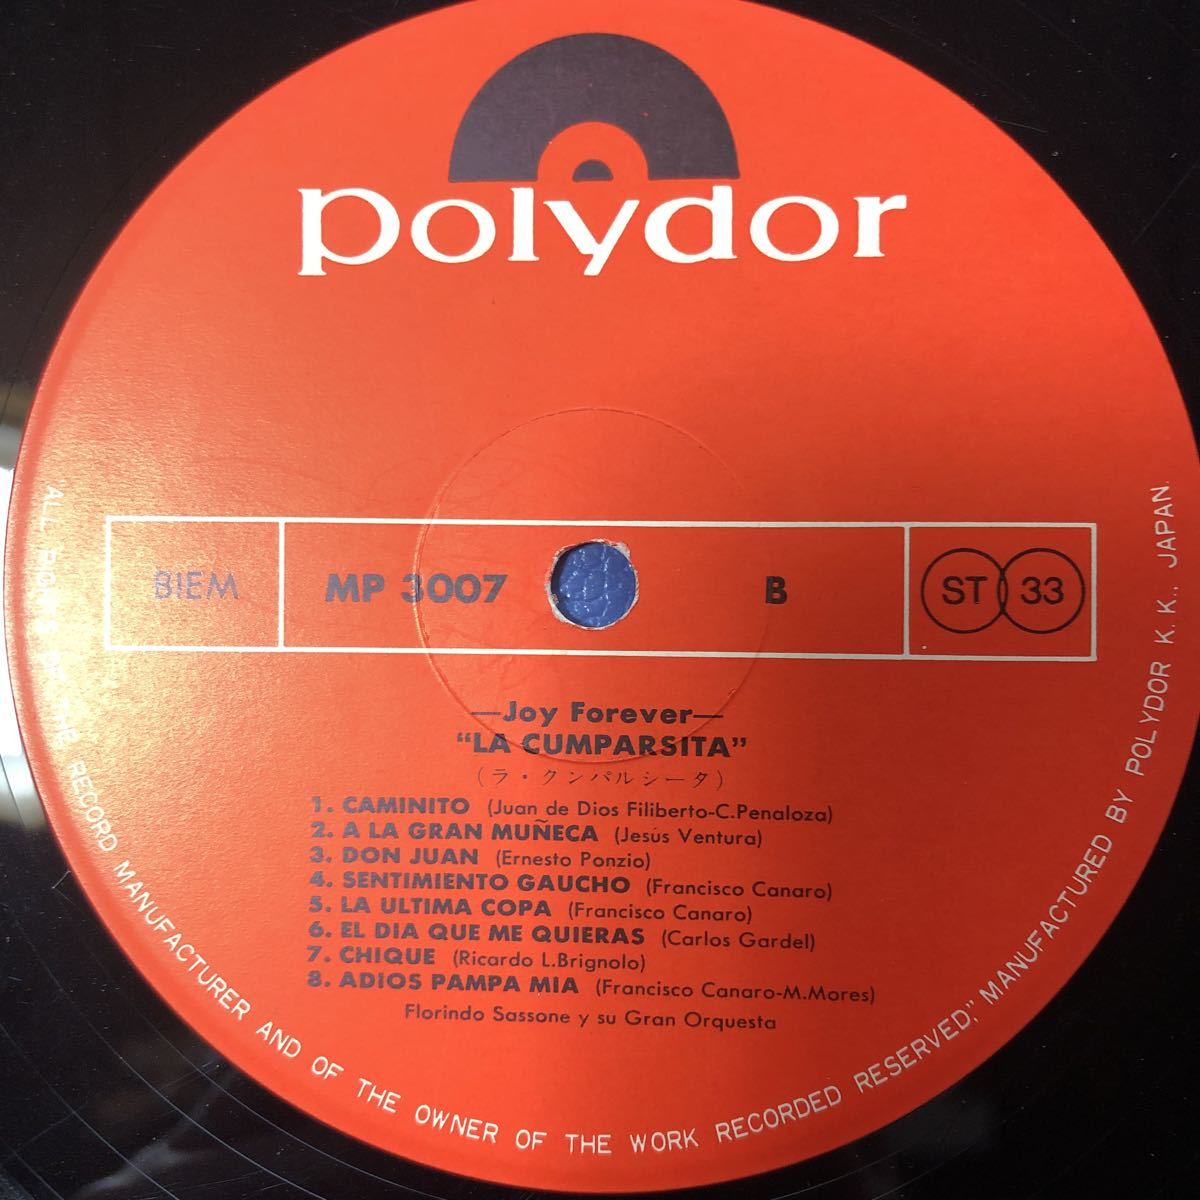 polydor
BIEM
MP 3007
B
ST 33
—Joy Forever—
"LA CUMPARSITA"
(ラ・クンパルシータ)
1. CAMINITO (Juan de Dios Filiberto-C.Penaloza)
2. A LA GRAN MUÑECA (Jesús Ventura)
3. DON JUAN (Ernesto Ponzio)
4. SENTIMIENTO GAUCHO (Francisco Canaro)
5. LA ULTIMA COPA (Francisco Canaro)
6. EL DIA QUE ME QUIERAS (Carlos Gardel)
7. CHIQUE (Ricardo L.Brignolo)
8. ADIOS PAMPA MIA (Francisco Canaro-M.Mores)
Florindo Sassone y su Gran Orquesta
"ALL RIGHTS OF THE RECORD MANUFACTURER AND OF THE OWNER OF THE WORK RECORDED RESERVED," MANUFACTURED BY POLYDOR K. K., JAPAN.